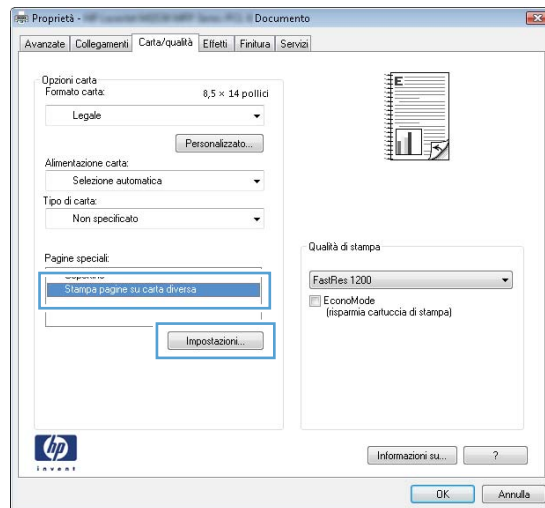 Proprietà - Documento
Avanzate Collegamenti Carta/qualità Effetti Finitura Servizi
Opzioni carta
Formato carta: 8,5 × 14 pollici
Legale
Personalizzato...
Alimentazione carta:
Selezione automatica
Tipo di carta:
Non specificato
Pagine speciali:
Stampa pagine su carta diversa
Impostazioni...
E
Qualità di stampa
FastRes 1200
EconoMode
(risparmia cartuccia di stampa)
hp
invent
Informazioni su... ?
OK Annulla